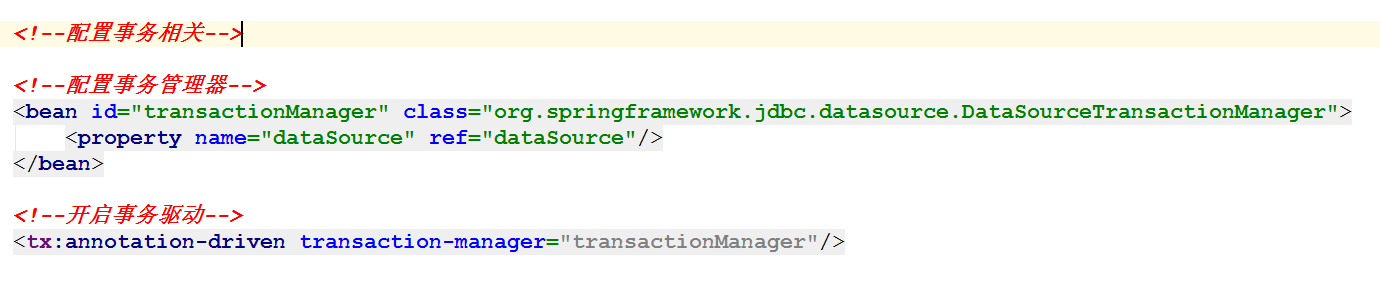 <!--配置事务相关-->
<!--配置事务管理器-->
<bean id="transactionManager" class="org.springframework.jdbc.datasource.DataSourceTransactionManager">
    <property name="dataSource" ref="dataSource"/>
</bean>
<!--开启事务驱动-->
<tx:annotation-driven transaction-manager="transactionManager"/>